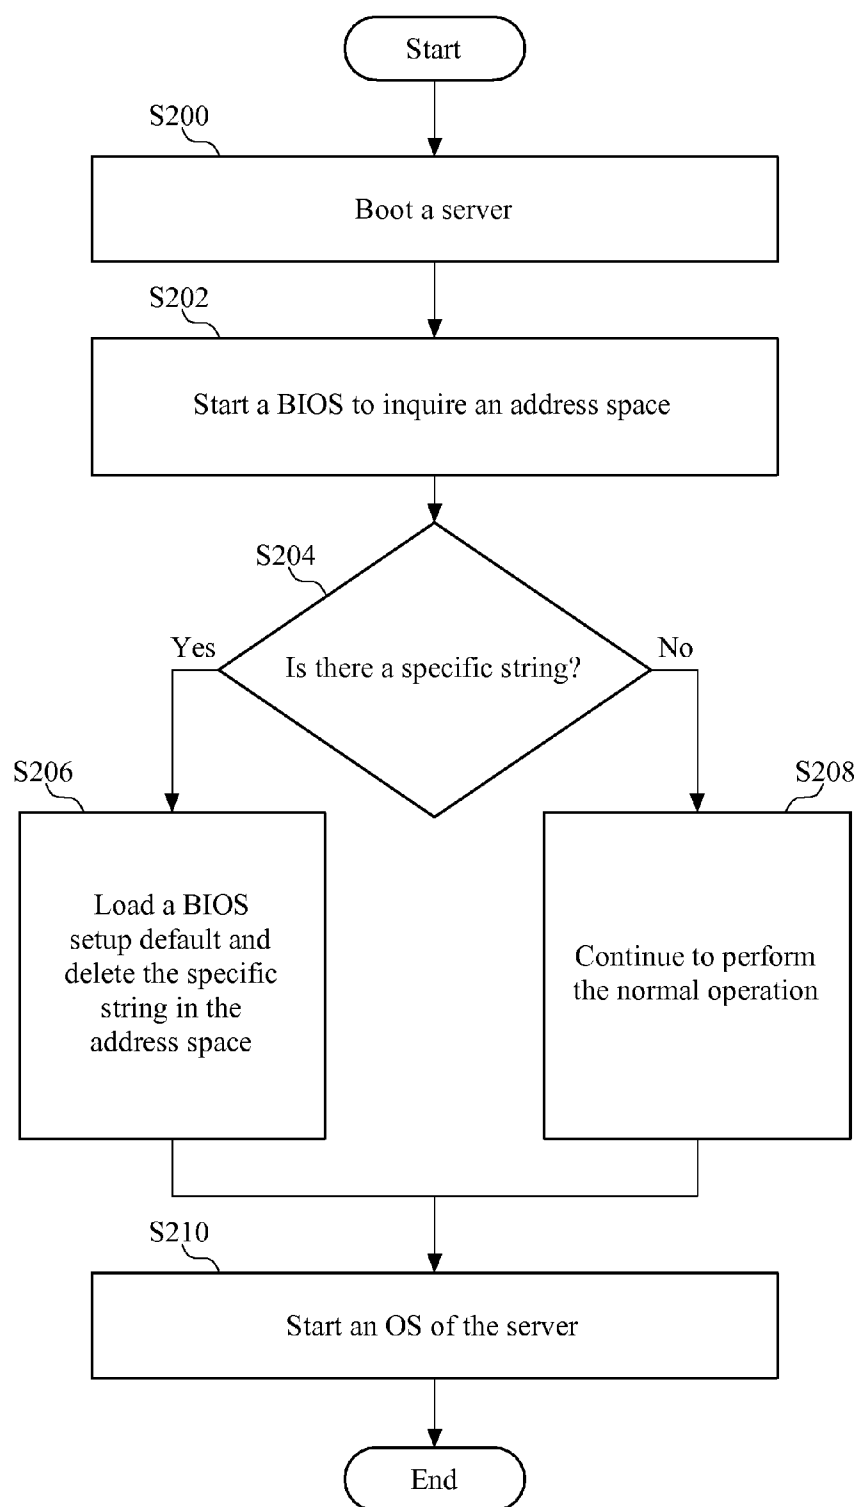 Start
S200
Boot a server
S202
Start a BIOS to inquire an address space
S204
Is there a specific string?
Yes
No
S206
Load a BIOS
setup default and
delete the specific
string in the
address space
S208
Continue to perform
the normal operation
S210
Start an OS of the server
End